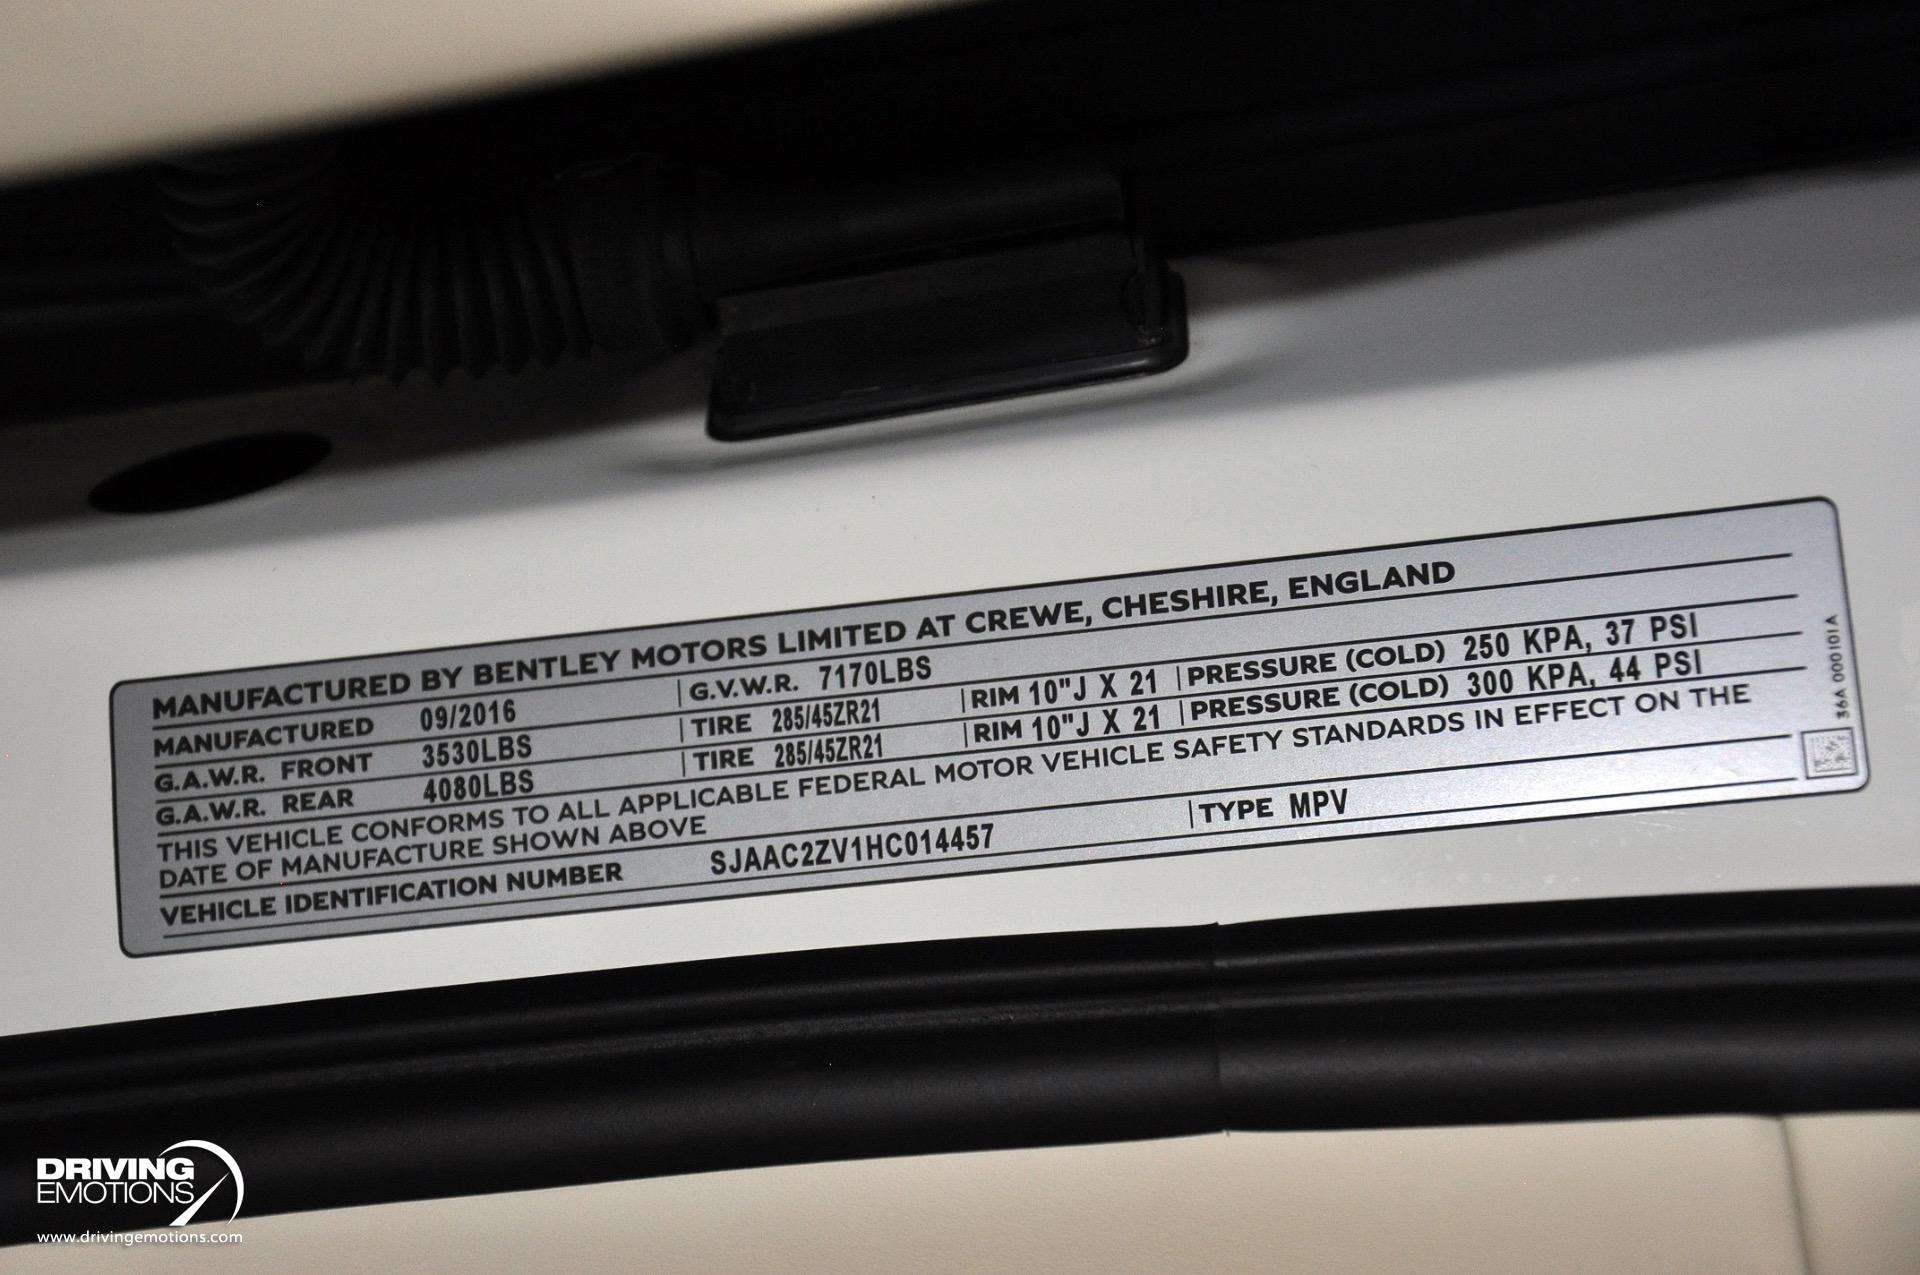 MANUFACTURED BY BENTLEY MOTORS LIMITED AT CREWE, CHESHIRE, ENGLAND
MANUFACTURED 09/2016 G.V.W.R. 7170LBS
G.A.W.R. FRONT 3530LBS TIRE 285/45ZR21 RIM 10"J X 21 PRESSURE (COLD) 250 KPA, 37 PSI
G.A.W.R. REAR 4080LBS TIRE 285/45ZR21 RIM 10"J X 21 PRESSURE (COLD) 300 KPA, 44 PSI
THIS VEHICLE CONFORMS TO ALL APPLICABLE FEDERAL MOTOR VEHICLE SAFETY STANDARDS IN EFFECT ON THE
DATE OF MANUFACTURE SHOWN ABOVE
VEHICLE IDENTIFICATION NUMBER SJAAC2ZV1HC014457 TYPE MPV
36A 000101A
DRIVING
EMOTIONS
www.drivingemotions.com